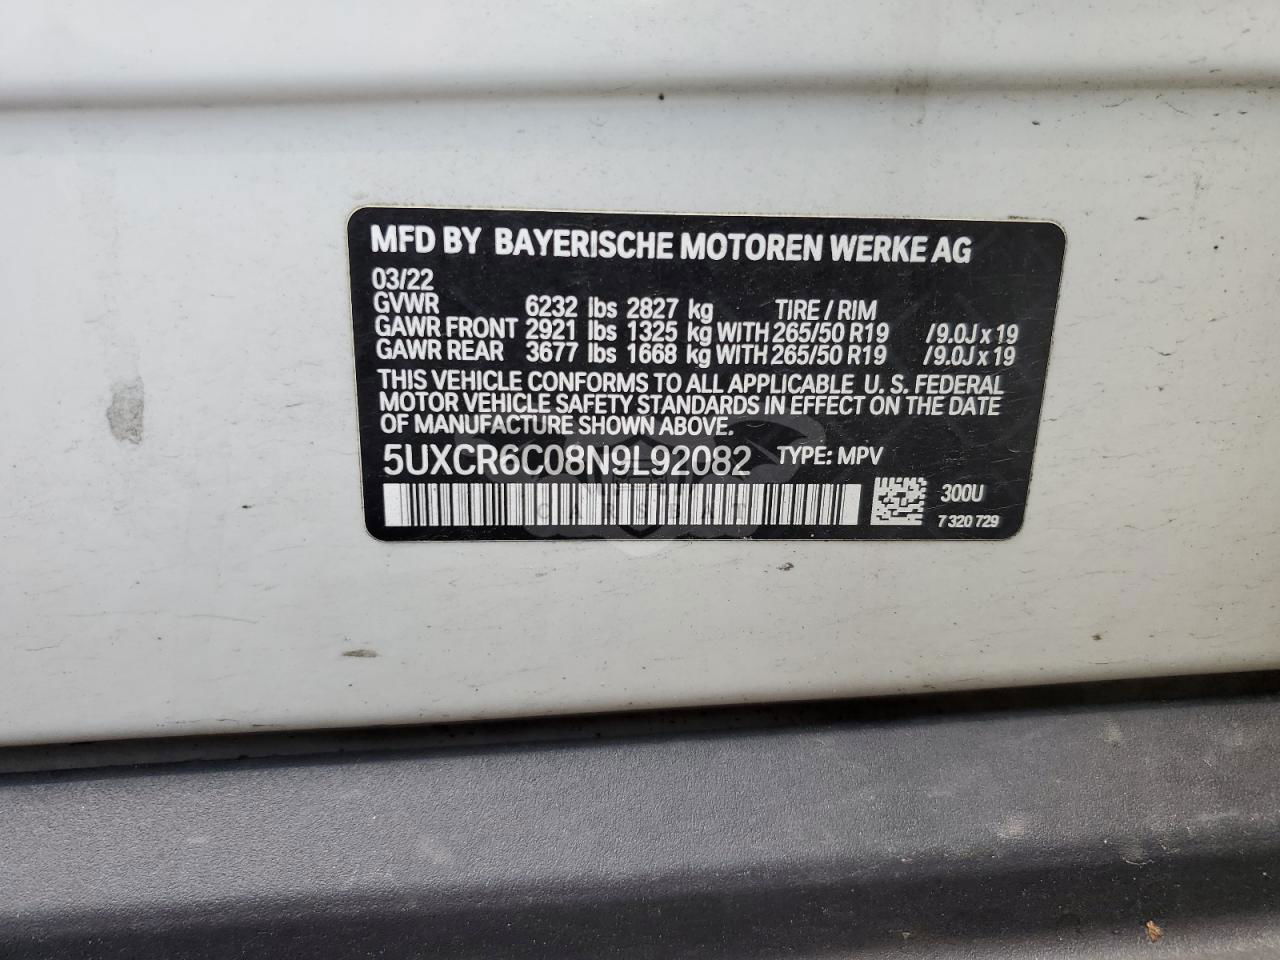 MFD BY BAYERISCHE MOTOREN WERKE AG
03/22
GVWR 6232 lbs 2827 kg TIRE / RIM
GAWR FRONT 2921 lbs 1325 kg WITH 265/50 R19 /9.0J x 19
GAWR REAR 3677 lbs 1668 kg WITH 265/50 R19 /9.0J x 19
THIS VEHICLE CONFORMS TO ALL APPLICABLE U. S. FEDERAL
MOTOR VEHICLE SAFETY STANDARDS IN EFFECT ON THE DATE
OF MANUFACTURE SHOWN ABOVE.
5UXCR6C08N9L92082 TYPE: MPV
300U
7 320 729